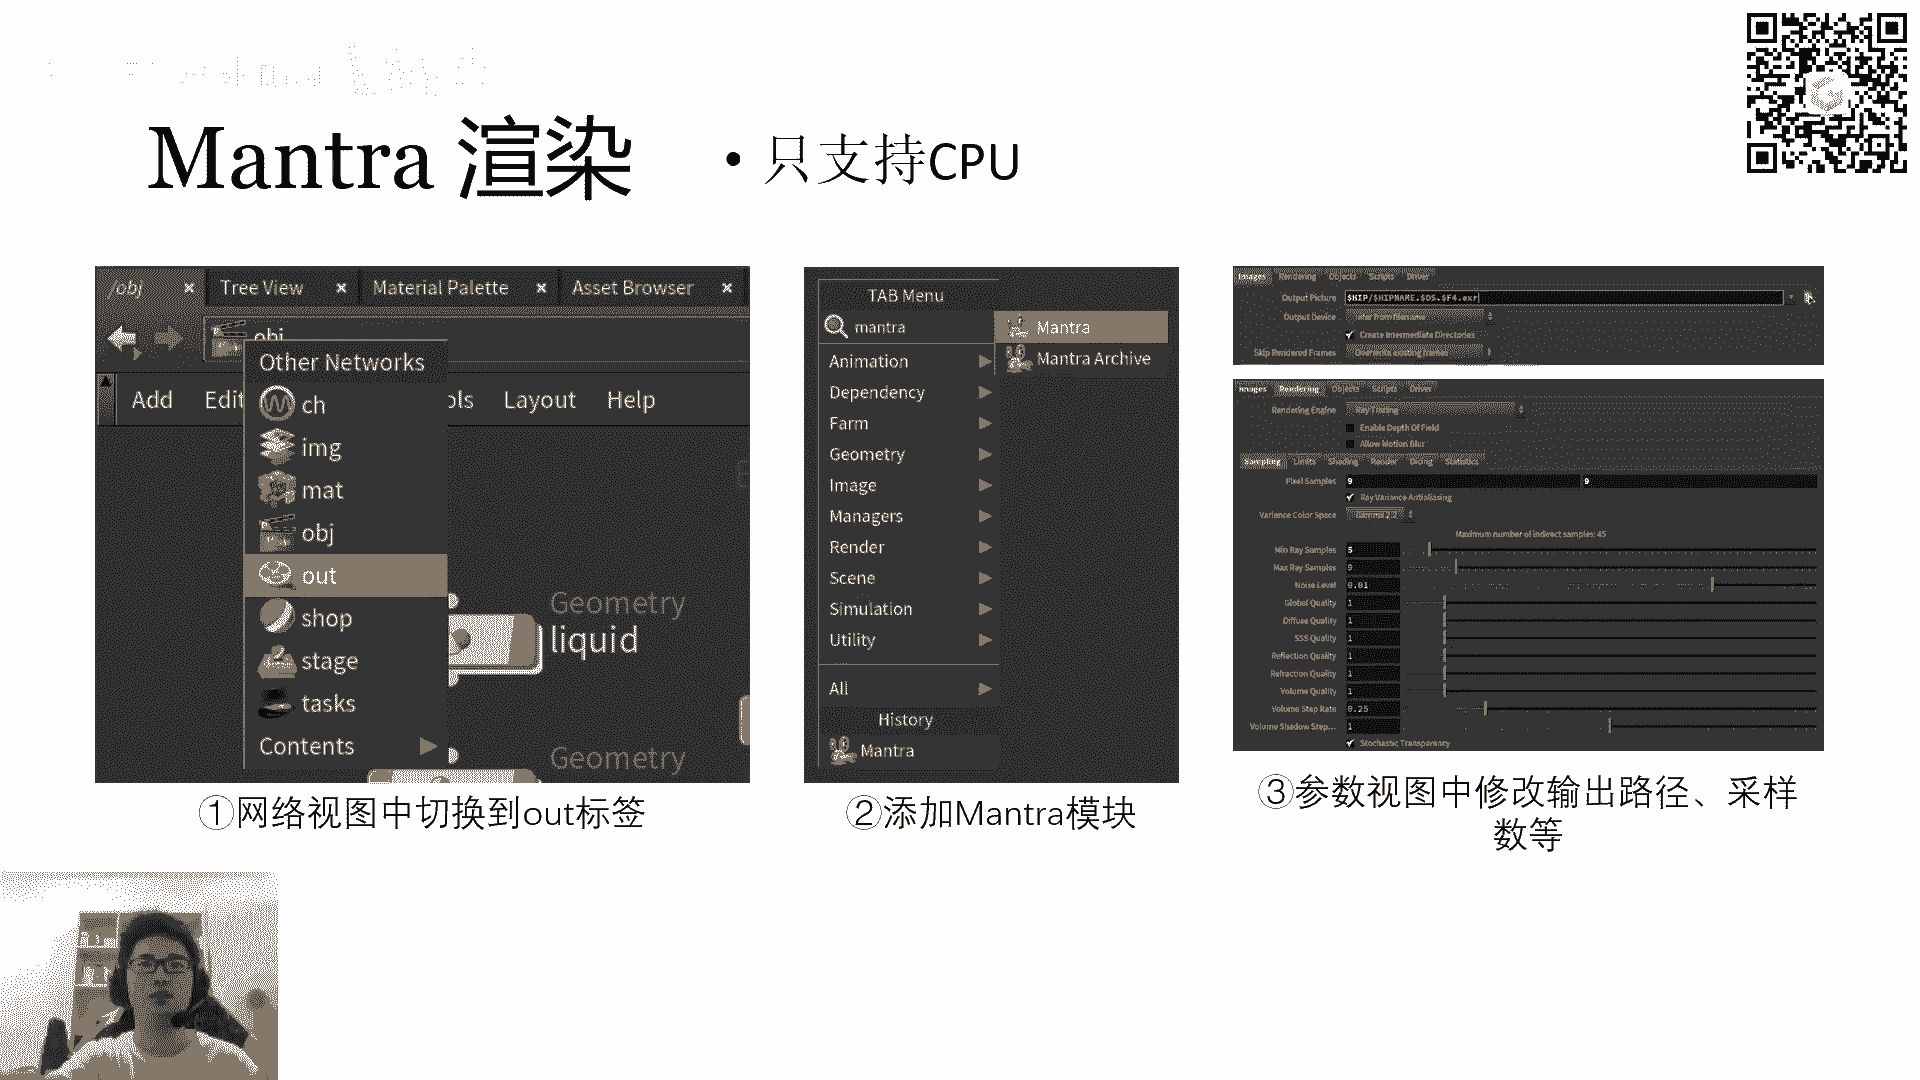 Mantra 渲染
• 只支持CPU
/obj × Tree View × Material Palette × Asset Browser ×
obj
Other Networks
Add Edit ols Layout Help
ch
img
mat
obj
out
shop
stage
tasks
Contents
Geometry
liquid
Geometry
①网络视图中切换到out标签
TAB Menu
mantra
Mantra
Mantra Archive
Animation
Dependency
Farm
Geometry
Image
Managers
Render
Scene
Simulation
Utility
All
History
Mantra
②添加Mantra模块
Images Rendering Objects Scripts Driver
Output Picture $HIP/$HIPNAME.$OS.$F4.exr
Output Device Infer from filename
Create Intermediate Directories
Skip Rendered Frames Overwrite existing frames
Images Rendering Objects Scripts Driver
Rendering Engine Ray Tracing
Enable Depth Of Field
Allow Motion Blur
Sampling Limits Shading Render Dicing Statistics
Pixel Samples 9 9
Ray Variance Antialiasing
Variance Color Space Gamma 2.2
Maximum number of indirect samples: 45
Min Ray Samples 5
Max Ray Samples 9
Noise Level 0.01
Global Quality 1
Diffuse Quality 1
SSS Quality 1
Reflection Quality 1
Refraction Quality 1
Volume Quality 1
Volume Step Rate 0.25
Volume Shadow Step... 1
Stochastic Transparency
③参数视图中修改输出路径、采样
数等